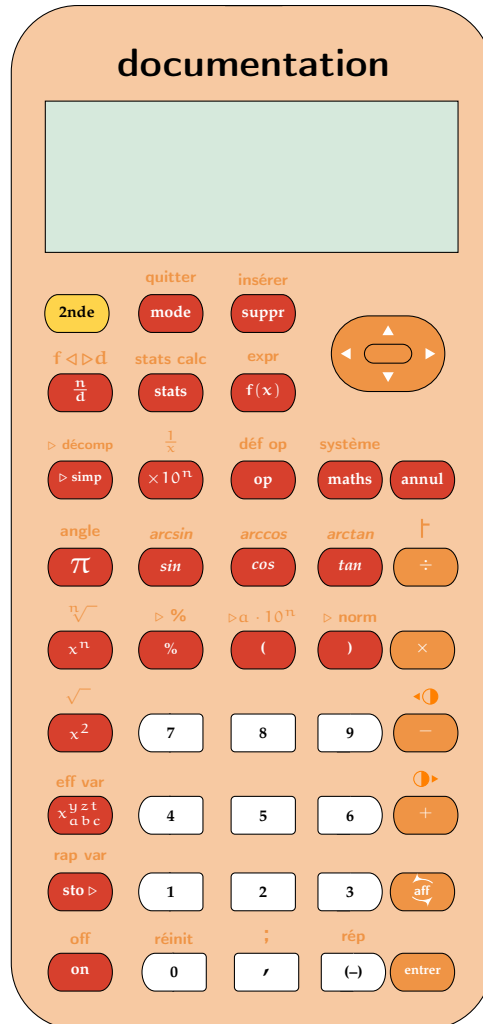 documentation
quitter insérer
2nde mode suppr
f ◁ ▷ d stats calc expr
n/d stats f(x)
▷ décomp 1/x déf op système
▷ simp ×10ⁿ op maths annul
angle arcsin arccos arctan ⊦
π sin cos tan ÷
ⁿ√‾ ▷ % ▷a · 10ⁿ ▷ norm
xⁿ % ( ) ×
√‾ ◂◑
x² 7 8 9 −
eff var ◑▸
x y z t a b c 4 5 6 +
rap var
sto ▷ 1 2 3 aff
off réinit ; rép
on 0 , (–) entrer